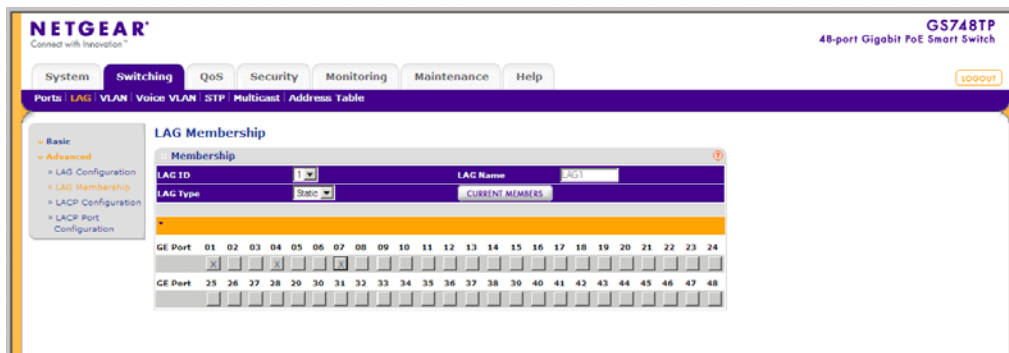 NETGEAR
Connect with Innovation™
GS748TP
48-port Gigabit PoE Smart Switch
System Switching QoS Security Monitoring Maintenance Help
LOGOUT
Ports LAG VLAN Voice VLAN STP Multicast Address Table
Basic
Advanced
» LAG Configuration
» LAG Membership
» LACP Configuration
» LACP Port
Configuration
LAG Membership
Membership
?
LAG ID 1 LAG Name LAG1
LAG Type Static CURRENT MEMBERS
GE Port 01 02 03 04 05 06 07 08 09 10 11 12 13 14 15 16 17 18 19 20 21 22 23 24
X X X
GE Port 25 26 27 28 29 30 31 32 33 34 35 36 37 38 39 40 41 42 43 44 45 46 47 48